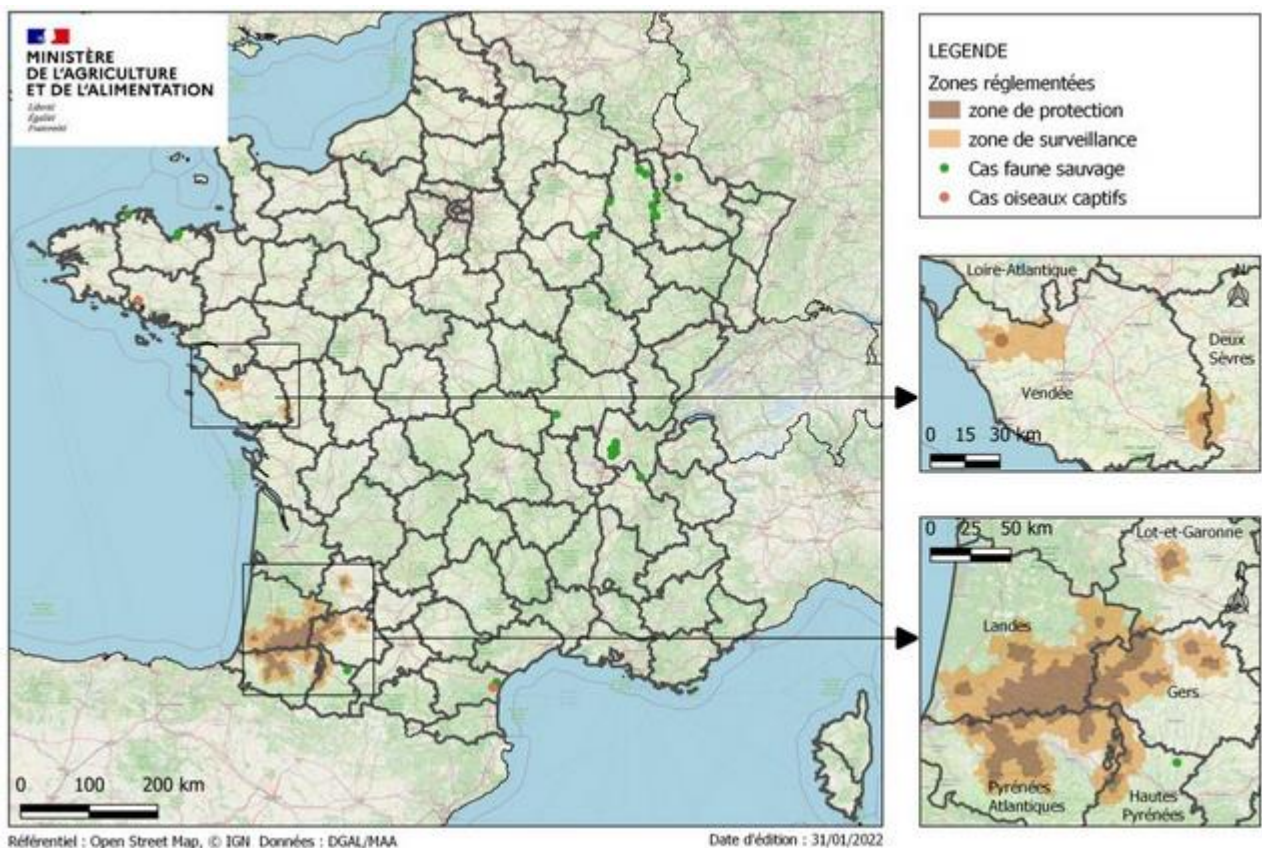 MINISTÈRE
DE L'AGRICULTURE
ET DE L'ALIMENTATION
Liberté
Égalité
Fraternité
0 100 200 km
Référentiel : Open Street Map, © IGN Données : DGAL/MAA
Date d'édition : 31/01/2022
LEGENDE
Zones réglementées
zone de protection
zone de surveillance
Cas faune sauvage
Cas oiseaux captifs
Loire-Atlantique
N
Deux
Sèvres
Vendée
0 15 30 km
0 25 50 km
Lot-et-Garonne
Landes
Gers
Pyrénées
Atlantiques
Hautes
Pyrénées